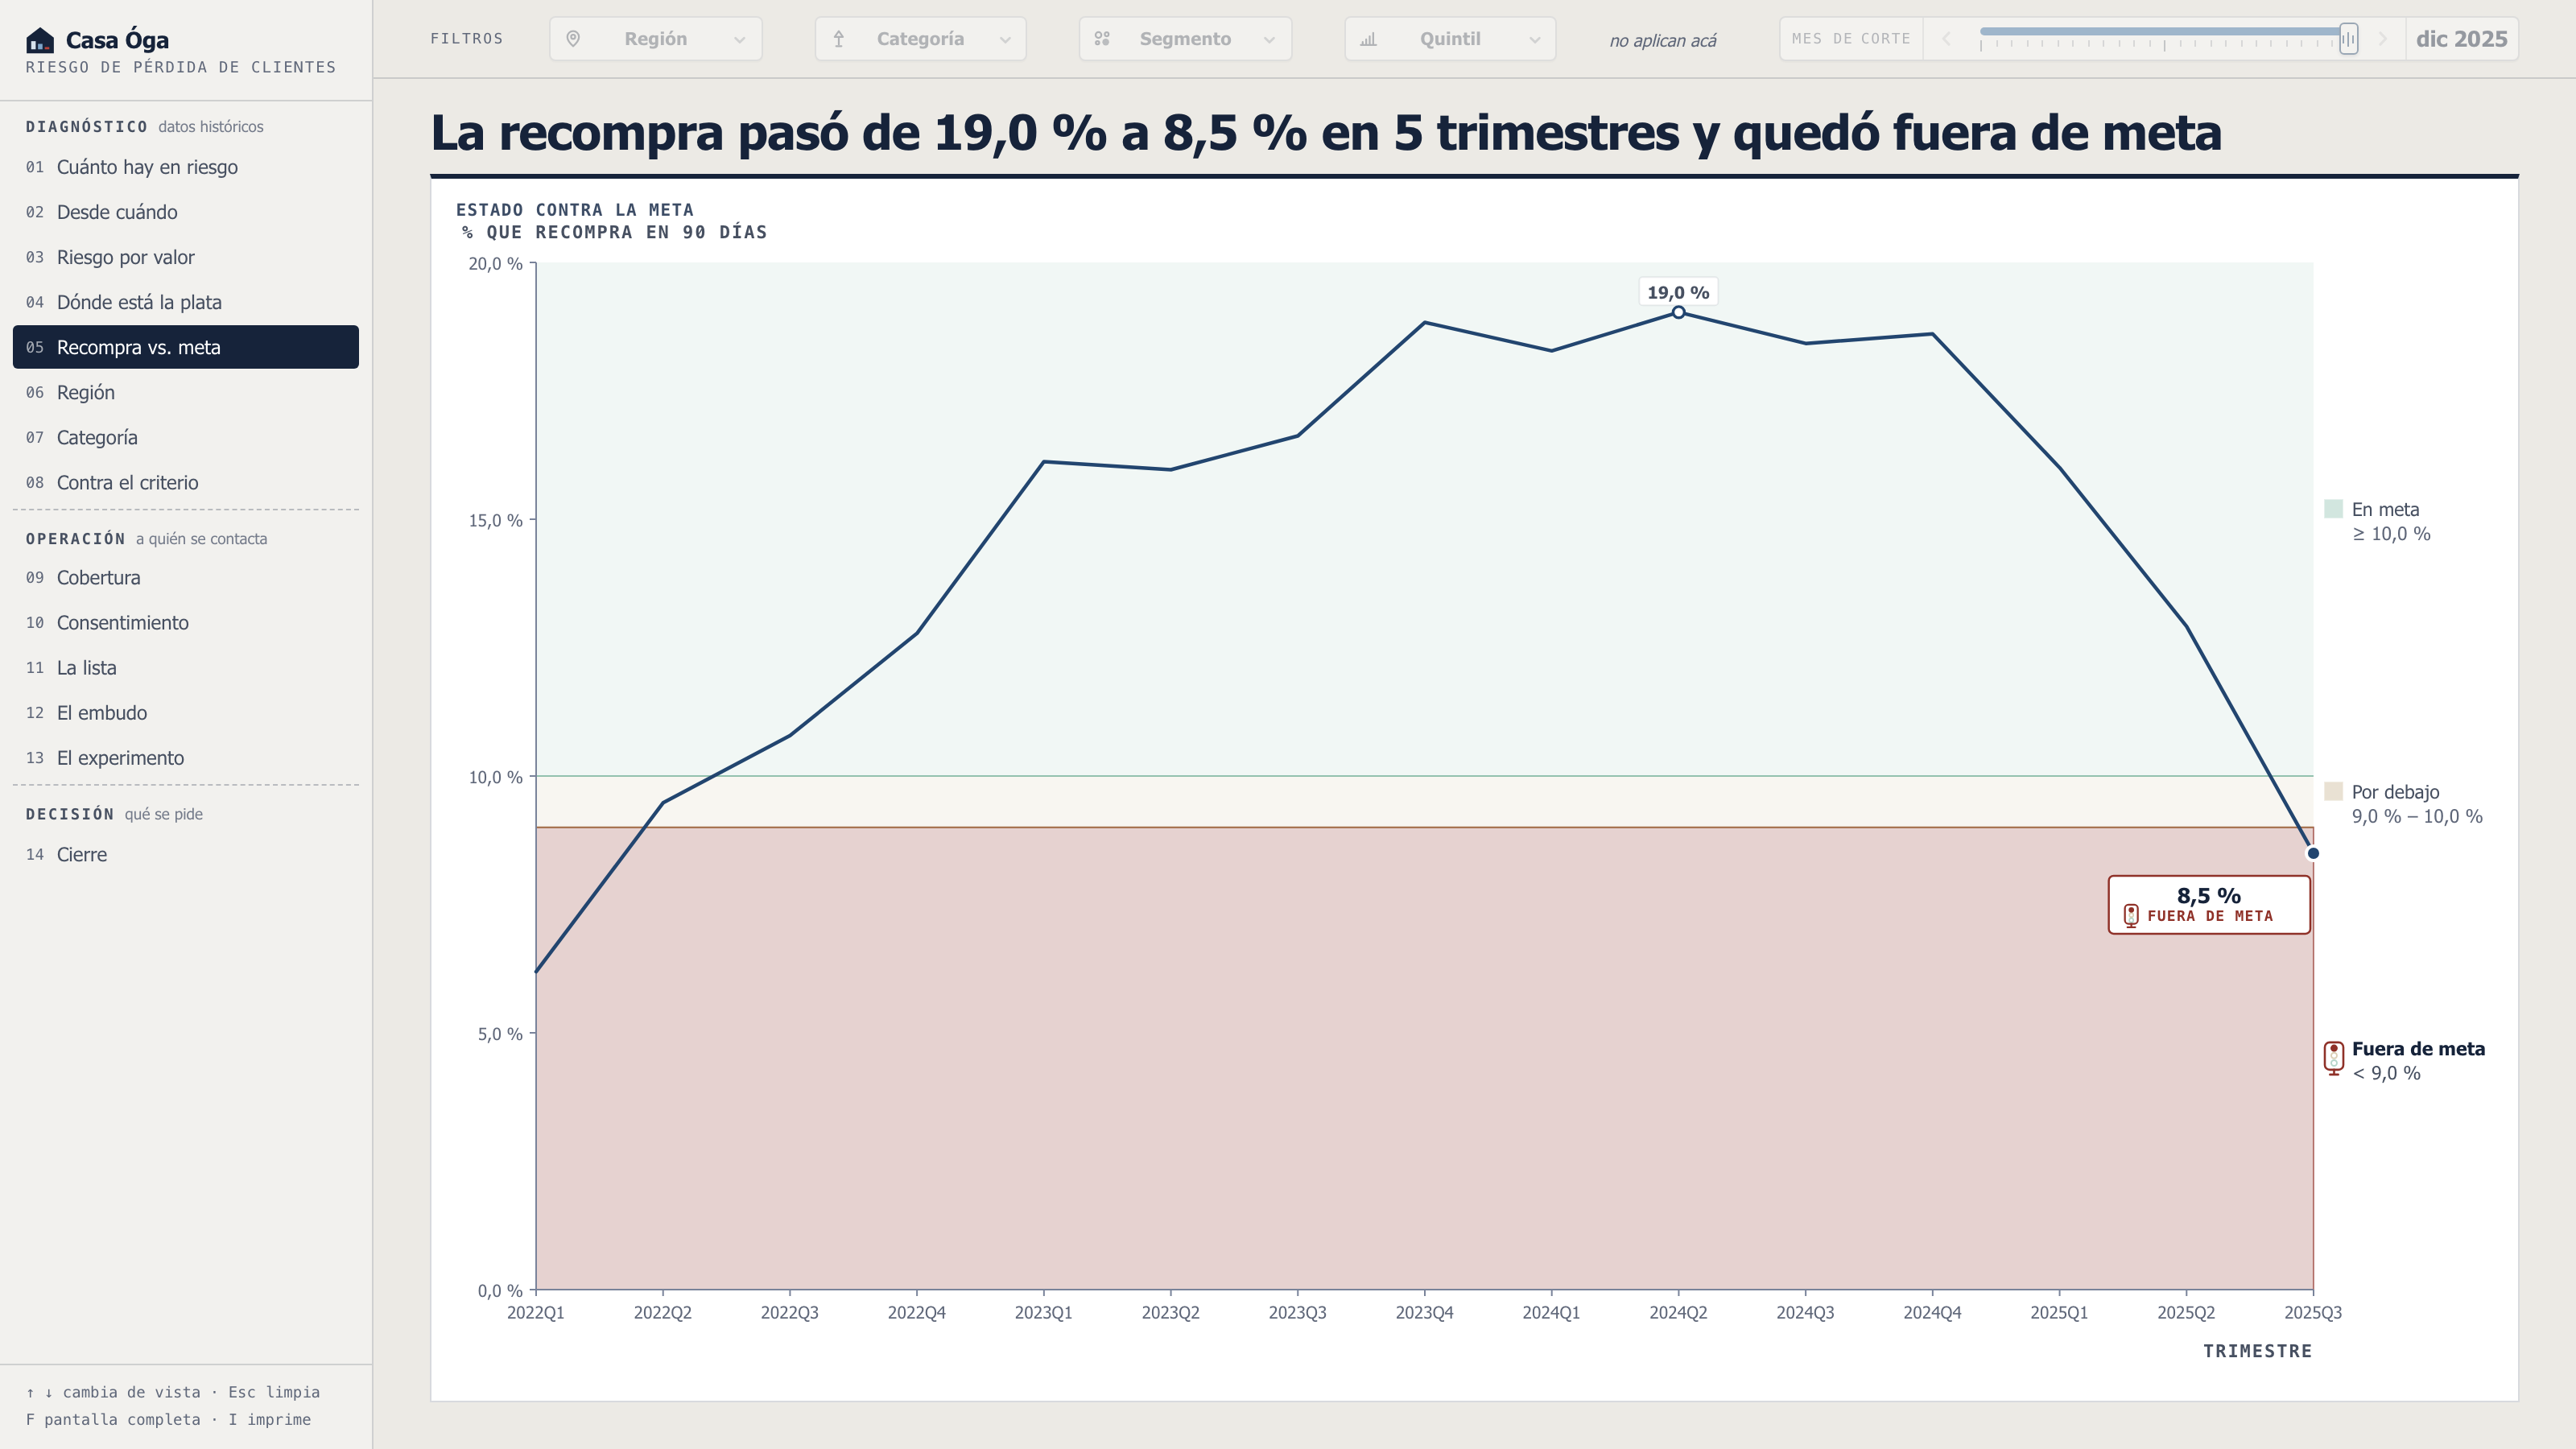 Casa Óga
RIESGO DE PÉRDIDA DE CLIENTES
DIAGNÓSTICO datos históricos
01 Cuánto hay en riesgo
02 Desde cuándo
03 Riesgo por valor
04 Dónde está la plata
05 Recompra vs. meta
06 Región
07 Categoría
08 Contra el criterio
OPERACIÓN a quién se contacta
09 Cobertura
10 Consentimiento
11 La lista
12 El embudo
13 El experimento
DECISIÓN qué se pide
14 Cierre
↑ ↓ cambia de vista · Esc limpia
F pantalla completa · I imprime
FILTROS Región Categoría Segmento Quintil no aplican acá MES DE CORTE dic 2025
La recompra pasó de 19,0 % a 8,5 % en 5 trimestres y quedó fuera de meta
ESTADO CONTRA LA META
% QUE RECOMPRA EN 90 DÍAS
20,0 %
19,0 %
15,0 %
En meta
≥ 10,0 %
10,0 %
Por debajo
9,0 % – 10,0 %
8,5 %
FUERA DE META
5,0 %
Fuera de meta
< 9,0 %
0,0 %
2022Q1 2022Q2 2022Q3 2022Q4 2023Q1 2023Q2 2023Q3 2023Q4 2024Q1 2024Q2 2024Q3 2024Q4 2025Q1 2025Q2 2025Q3
TRIMESTRE